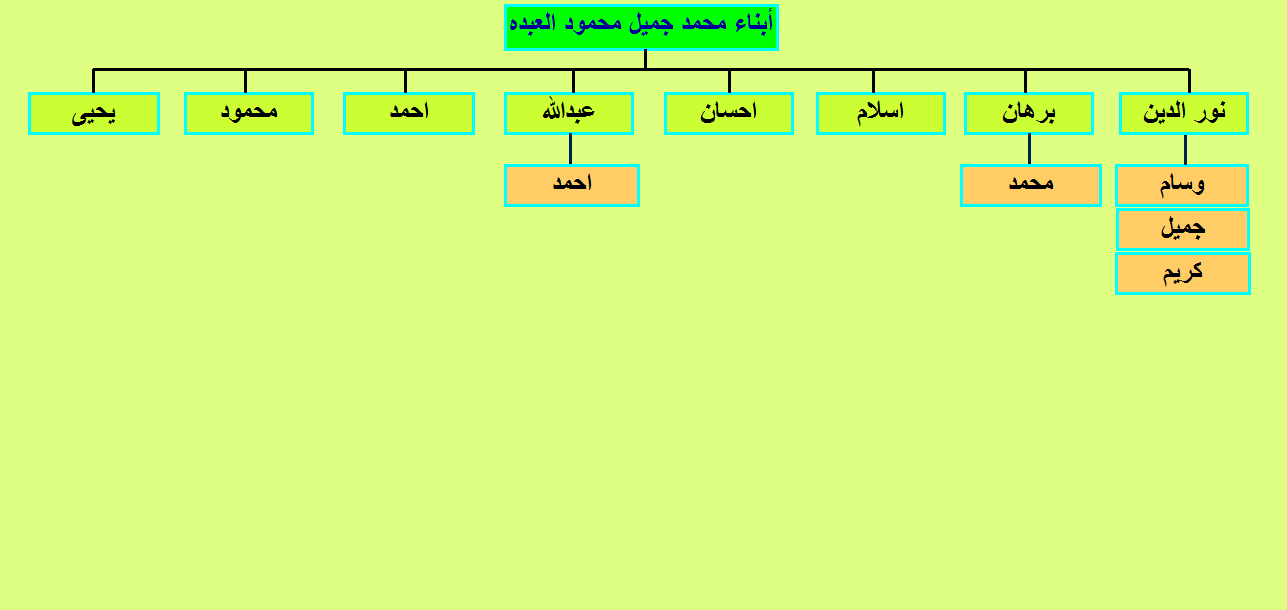 أبناء محمد جميل محمود العبده
نور الدين
برهان
اسلام
احسان
عبدالله
احمد
محمود
يحيى
وسام
محمد
احمد
جميل
كريم